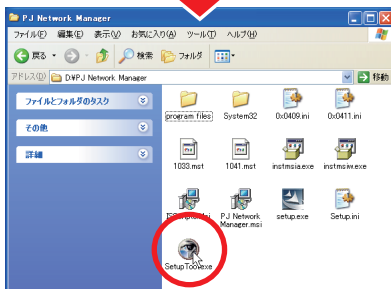 PJ Network Manager
ファイル(F) 編集(E) 表示(V) お気に入り(A) ツール(T) ヘルプ(H)
戻る 検索 フォルダ
アドレス(D) D:¥PJ Network Manager 移動
ファイルとフォルダのタスク
その他
詳細
program files System32 0x0409.ini 0x0411.ini
1033.mst 1041.mst instmsia.exe instmsiw.exe
PJ Network Manager.msi setup.exe Setup.ini
SetupTool.exe